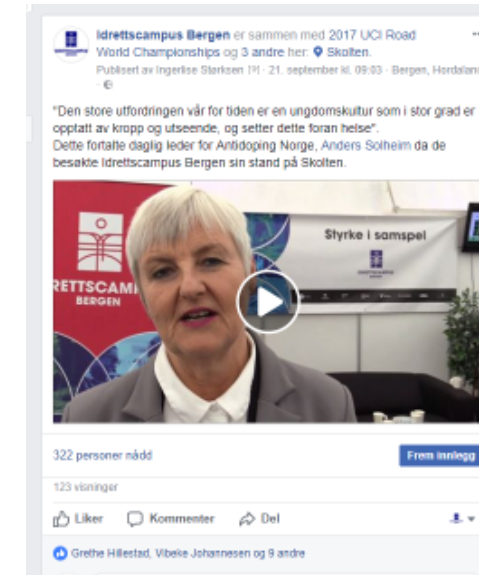 Idrettscampus Bergen er sammen med 2017 UCI Road
World Championships og 3 andre her: Skolten.
Publisert av Ingerlise Størksen [?] · 21. september kl. 09:03 · Bergen, Hordaland
"Den store utfordringen vår for tiden er en ungdomskultur som i stor grad er
opptatt av kropp og utseende, og setter dette foran helse".
Dette fortalte daglig leder for Antidoping Norge, Anders Solheim da de
besøkte Idrettscampus Bergen sin stand på Skolten.
Styrke i samspel
RETTSCAM
BERGEN
322 personer nådd
Frem innlegg
123 visninger
Liker Kommenter Del
Grethe Hillestad, Vibeke Johannesen og 9 andre